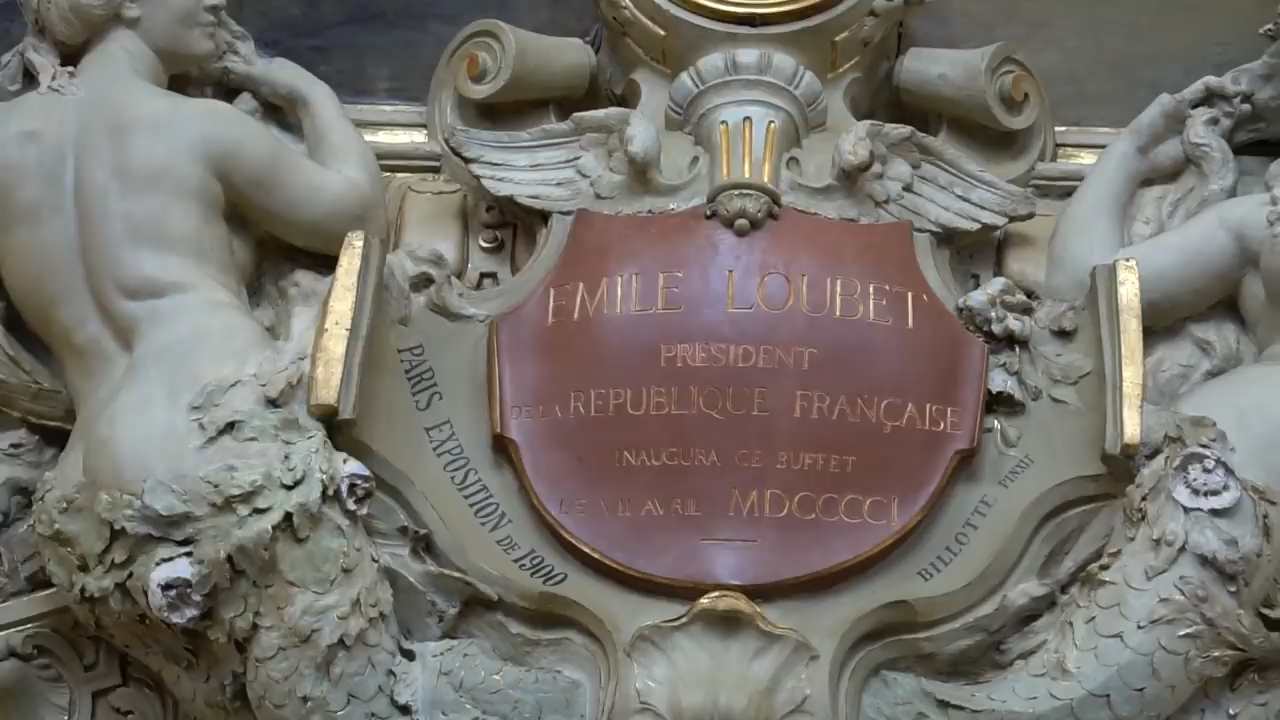 EMILE LOUBET
PRÉSIDENT
DE LA REPUBLIQUE FRANÇAISE
INAUGURA CE BUFFET
LE VII AVRIL MDCCCCI
PARIS EXPOSITION DE 1900
BILLOTTE PINXIT